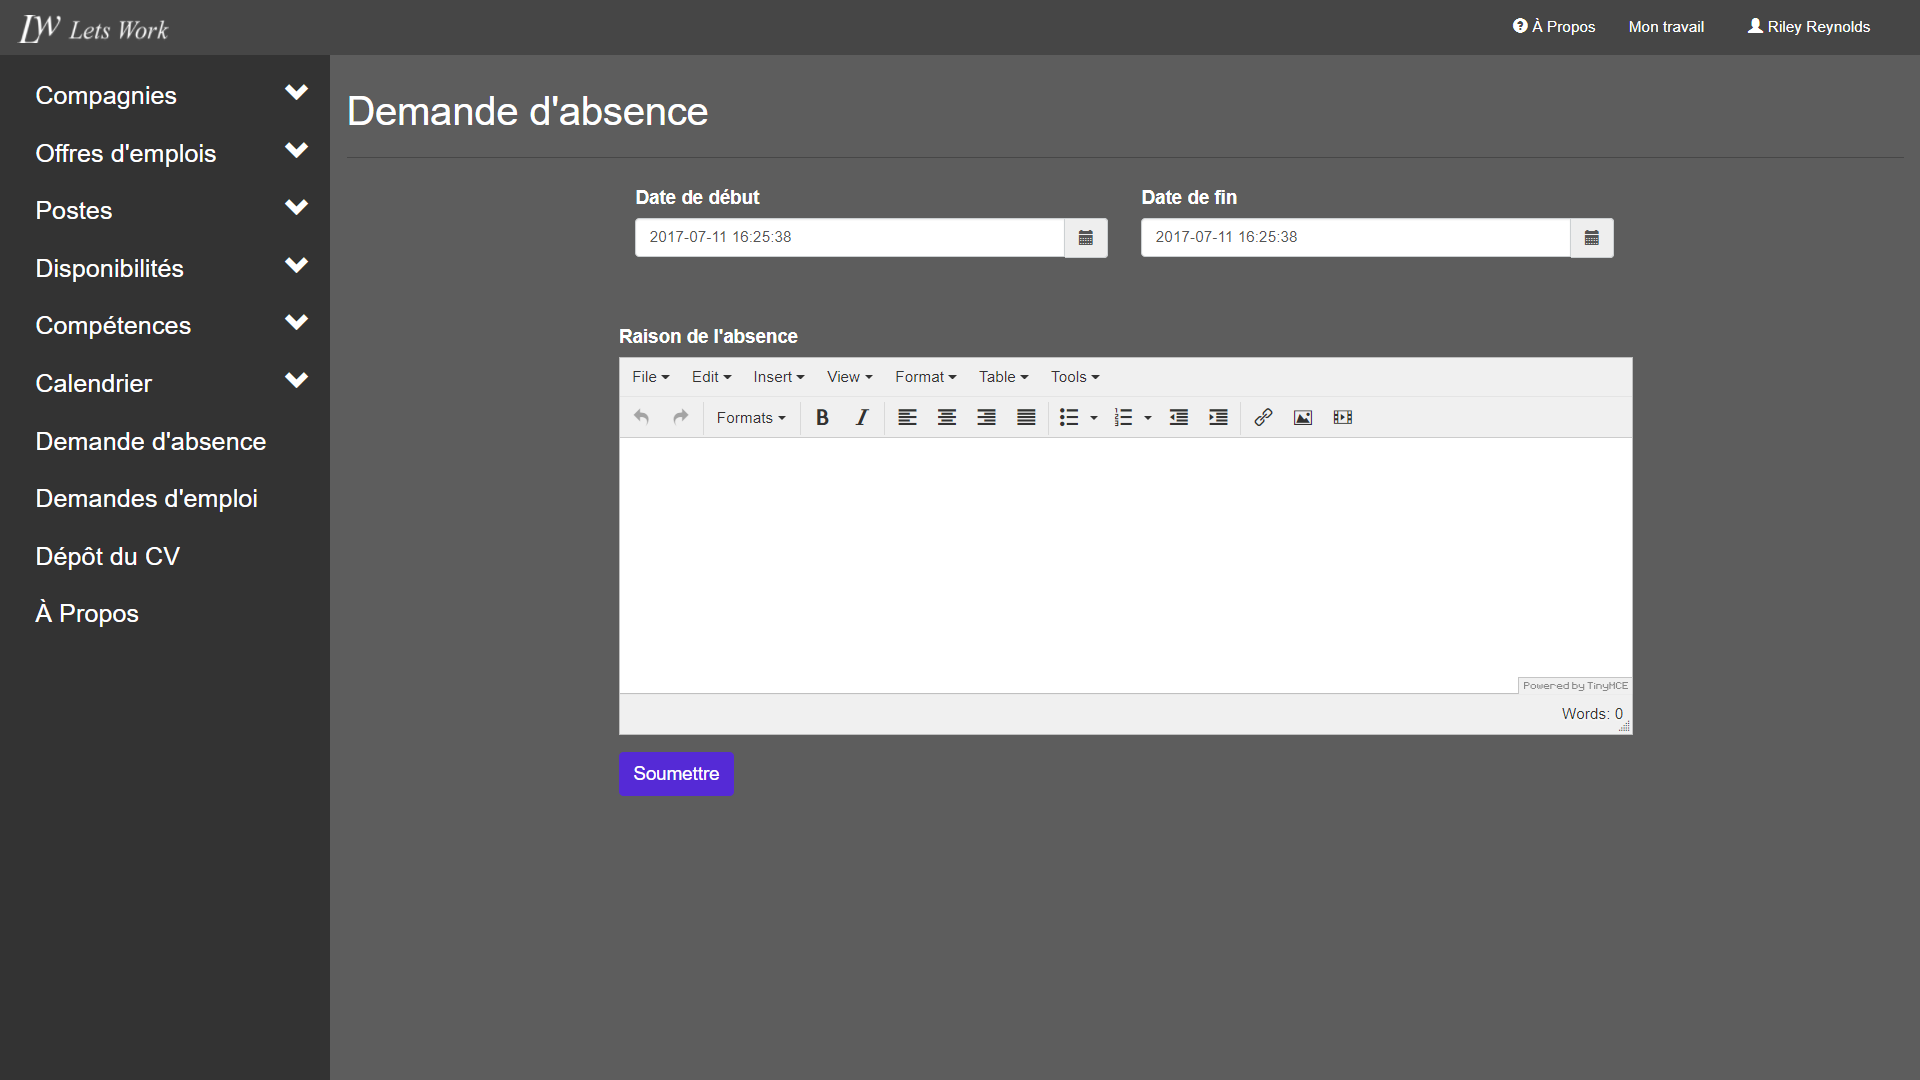 LW Lets Work
À Propos
Mon travail
Riley Reynolds
Compagnies
Offres d'emplois
Postes
Disponibilités
Compétences
Calendrier
Demande d'absence
Demandes d'emploi
Dépôt du CV
À Propos
Demande d'absence
Date de début
Date de fin
2017-07-11 16:25:38
2017-07-11 16:25:38
Raison de l'absence
File Edit Insert View Format Table Tools
Formats B I
Powered by TinyMCE
Words: 0
Soumettre